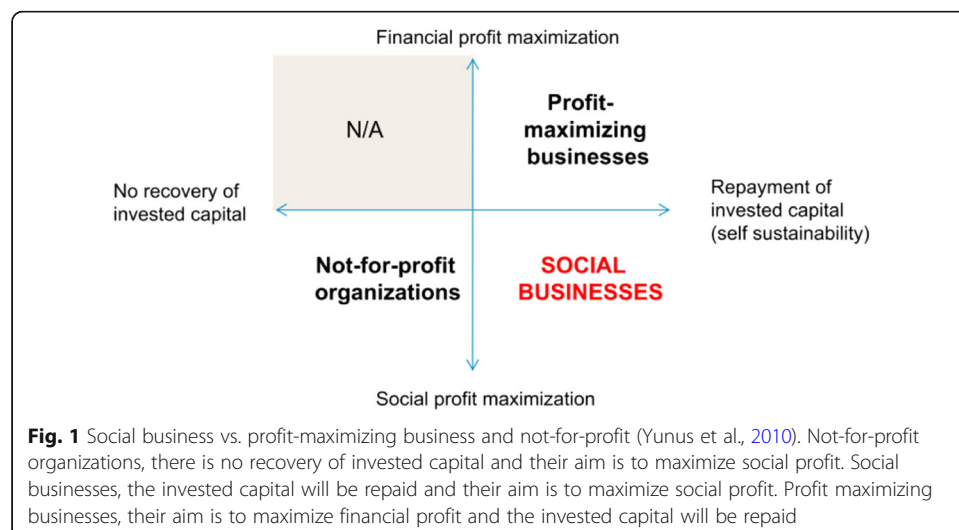 Financial profit maximization
N/A
Profit-
maximizing
businesses
No recovery of
invested capital
Repayment of
invested capital
(self sustainability)
Not-for-profit
organizations
SOCIAL
BUSINESSES
Social profit maximization
Fig. 1 Social business vs. profit-maximizing business and not-for-profit (Yunus et al., 2010). Not-for-profit
organizations, there is no recovery of invested capital and their aim is to maximize social profit. Social
businesses, the invested capital will be repaid and their aim is to maximize social profit. Profit maximizing
businesses, their aim is to maximize financial profit and the invested capital will be repaid